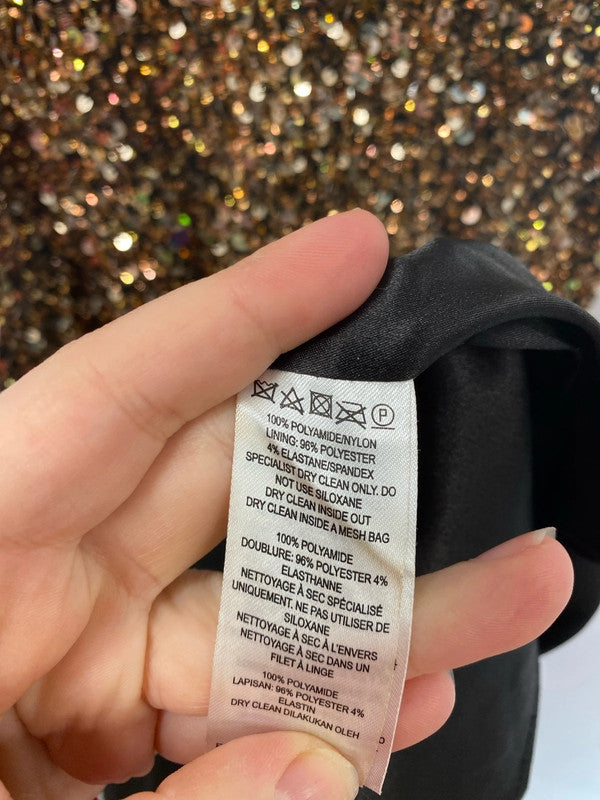 P
100% POLYAMIDE/NYLON
LINING: 96% POLYESTER
4% ELASTANE/SPANDEX
SPECIALIST DRY CLEAN ONLY. DO
NOT USE SILOXANE
DRY CLEAN INSIDE OUT
DRY CLEAN INSIDE A MESH BAG
100% POLYAMIDE
DOUBLURE: 96% POLYESTER 4%
ELASTHANNE
NETTOYAGE À SEC SPÉCIALISÉ
UNIQUEMENT. NE PAS UTILISER DE
SILOXANE
NETTOYAGE À SEC À L'ENVERS
NETTOYAGE À SEC DANS UN
FILET À LINGE
100% POLYAMIDE
LAPISAN: 96% POLYESTER 4%
ELASTIN
DRY CLEAN DILAKUKAN OLEH